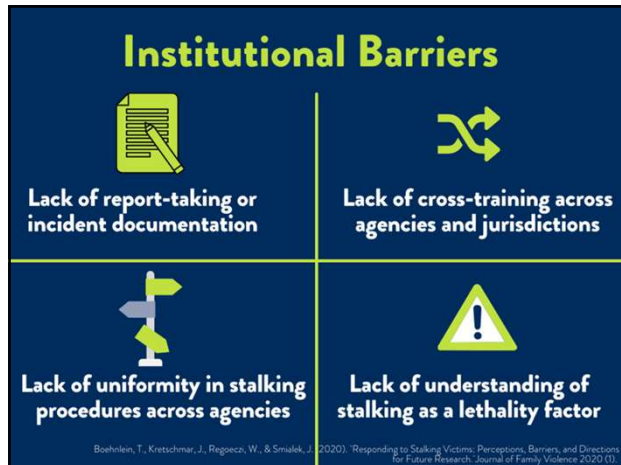 Institutional Barriers
Lack of report-taking or
incident documentation
Lack of cross-training across
agencies and jurisdictions
Lack of uniformity in stalking
procedures across agencies
Lack of understanding of
stalking as a lethality factor
Boehnlein, T., Kretschmar, J., Regoeczi, W., & Smialek, J. (2020). "Responding to Stalking Victims: Perceptions, Barriers, and Directions
for Future Research." Journal of Family Violence 2020 (1).